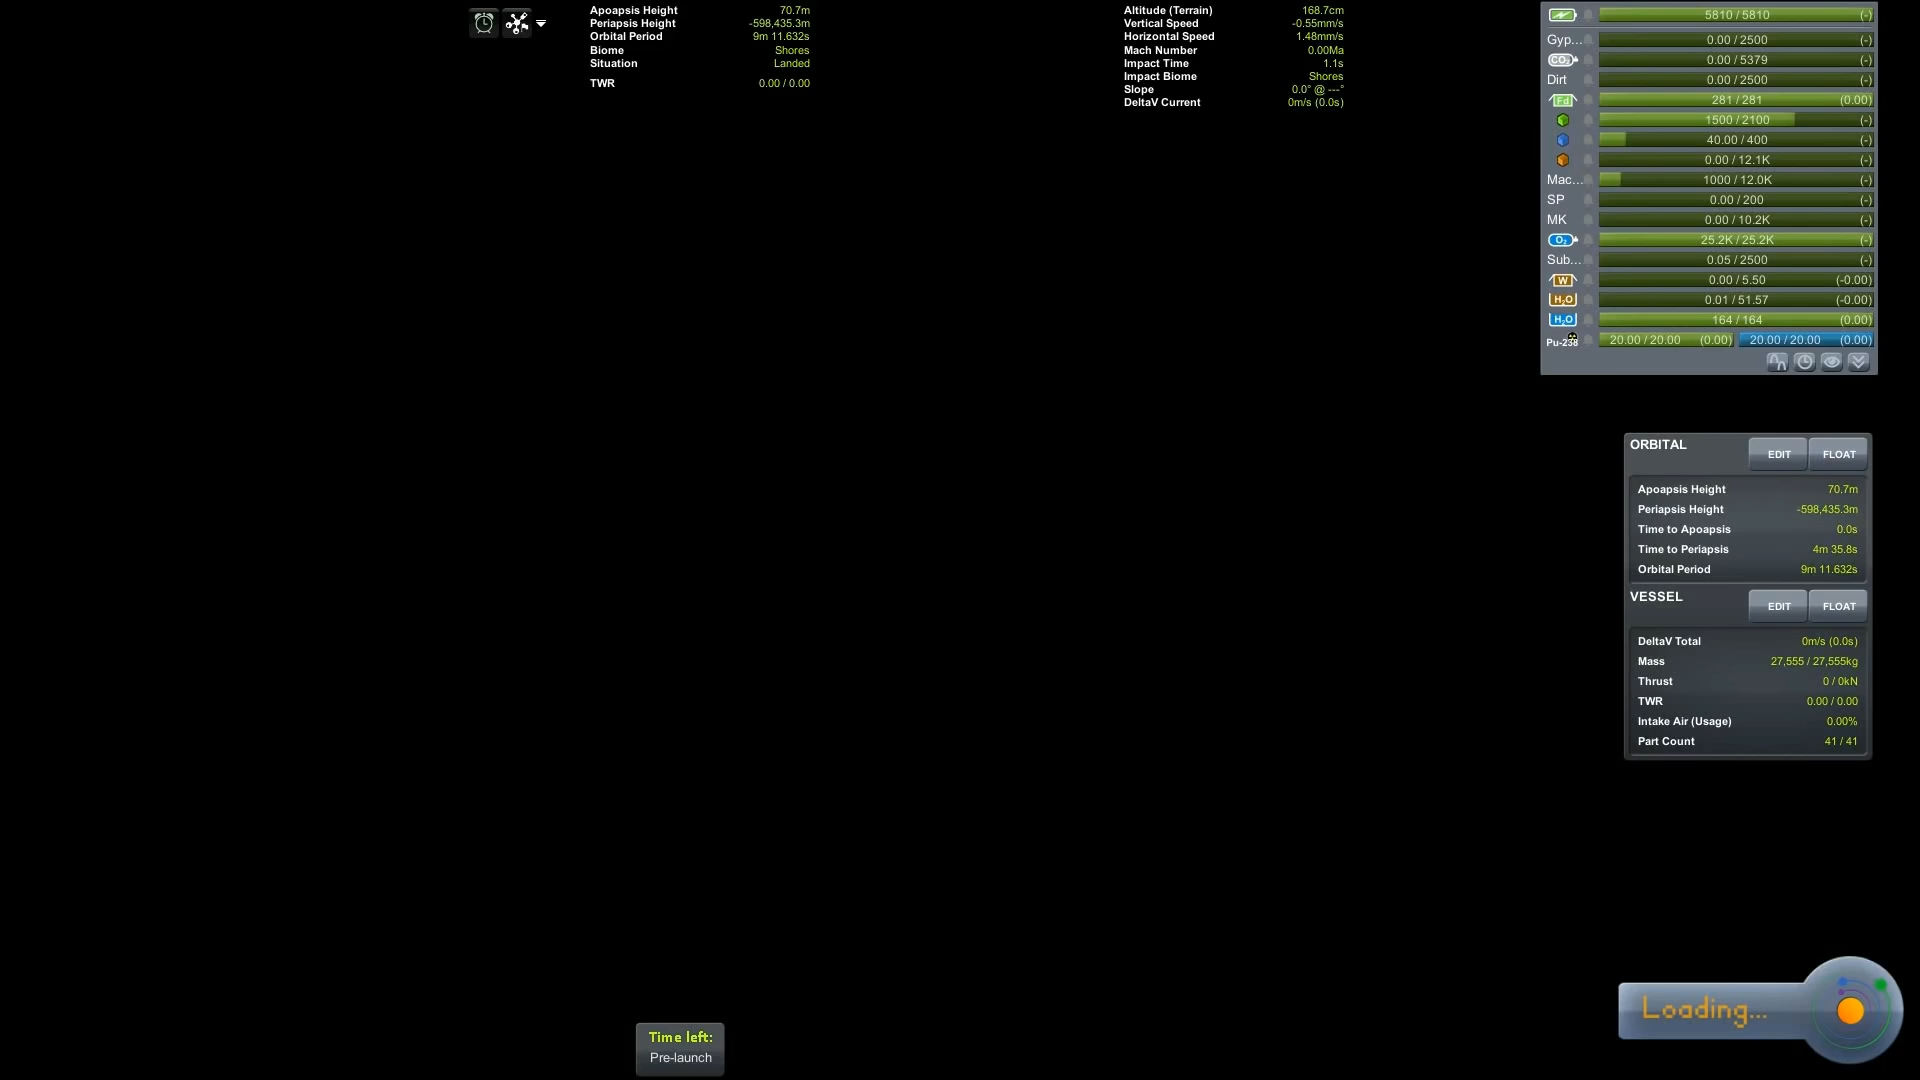 Apoapsis Height 70.7m
Periapsis Height -598,435.3m
Orbital Period 9m 11.632s
Biome Shores
Situation Landed
TWR 0.00 / 0.00
Altitude (Terrain) 168.7cm
Vertical Speed -0.55mm/s
Horizontal Speed 1.48mm/s
Mach Number 0.00Ma
Impact Time 1.1s
Impact Biome Shores
Slope 0.0° @ ---°
DeltaV Current 0m/s (0.0s)
5810 / 5810 (-)
Gyp... 0.00 / 2500 (-)
CO₂ 0.00 / 5379 (-)
Dirt 0.00 / 2500 (-)
Fd 281 / 281 (0.00)
1500 / 2100 (-)
40.00 / 400 (-)
0.00 / 12.1K (-)
Mac... 1000 / 12.0K (-)
SP 0.00 / 200 (-)
MK 0.00 / 10.2K (-)
O₂ 25.2K / 25.2K (-)
Sub... 0.05 / 2500 (-)
W 0.00 / 5.50 (-0.00)
H₂O 0.01 / 51.57 (-0.00)
H₂O 164 / 164 (0.00)
Pu-238 20.00 / 20.00 (0.00) 20.00 / 20.00 (0.00)
ORBITAL EDIT FLOAT
Apoapsis Height 70.7m
Periapsis Height -598,435.3m
Time to Apoapsis 0.0s
Time to Periapsis 4m 35.8s
Orbital Period 9m 11.632s
VESSEL EDIT FLOAT
DeltaV Total 0m/s (0.0s)
Mass 27,555 / 27,555kg
Thrust 0 / 0kN
TWR 0.00 / 0.00
Intake Air (Usage) 0.00%
Part Count 41 / 41
Loading...
Time left:
Pre-launch